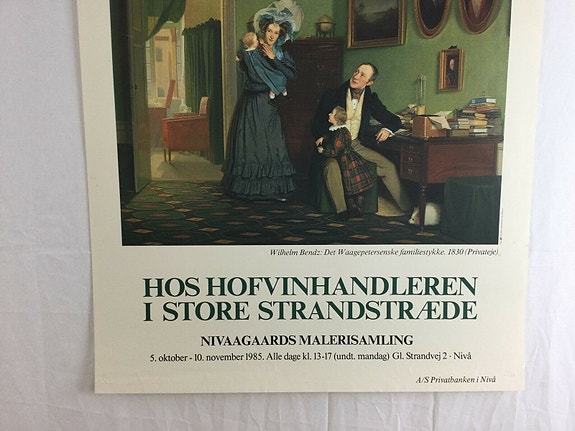 Wilhelm Bendz: Det Waagepetersenske familiestykke. 1830 (Privateje)
HOS HOFVINHANDLEREN
I STORE STRANDSTRÆDE
NIVAAGAARDS MALERISAMLING
5. oktober - 10. november 1985. Alle dage kl. 13-17 (undt. mandag) Gl. Strandvej 2 · Nivå
A/S Privatbanken i Nivå